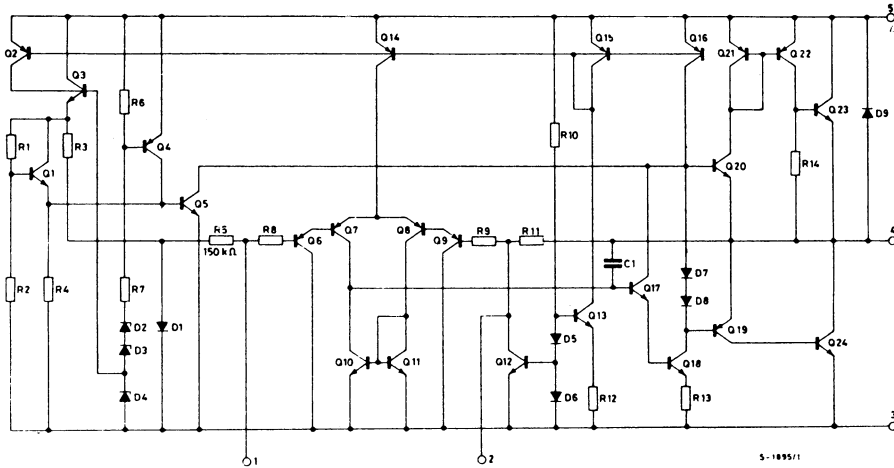 5
Q14
Q15
Q16
Q2
Q21
Q22
Q3
R6
Q23
D9
R10
R1
R3
Q4
R14
Q1
Q20
Q5
R5
R8
Q7
Q8
R9
R11
4
150 kΩ
Q6
Q9
C1
D7
R2
R4
R7
Q17
D8
D2
D1
Q13
Q19
D3
D5
Q24
Q10
Q11
Q12
Q18
D4
D6
R12
R13
3
1
2
S-1895/1